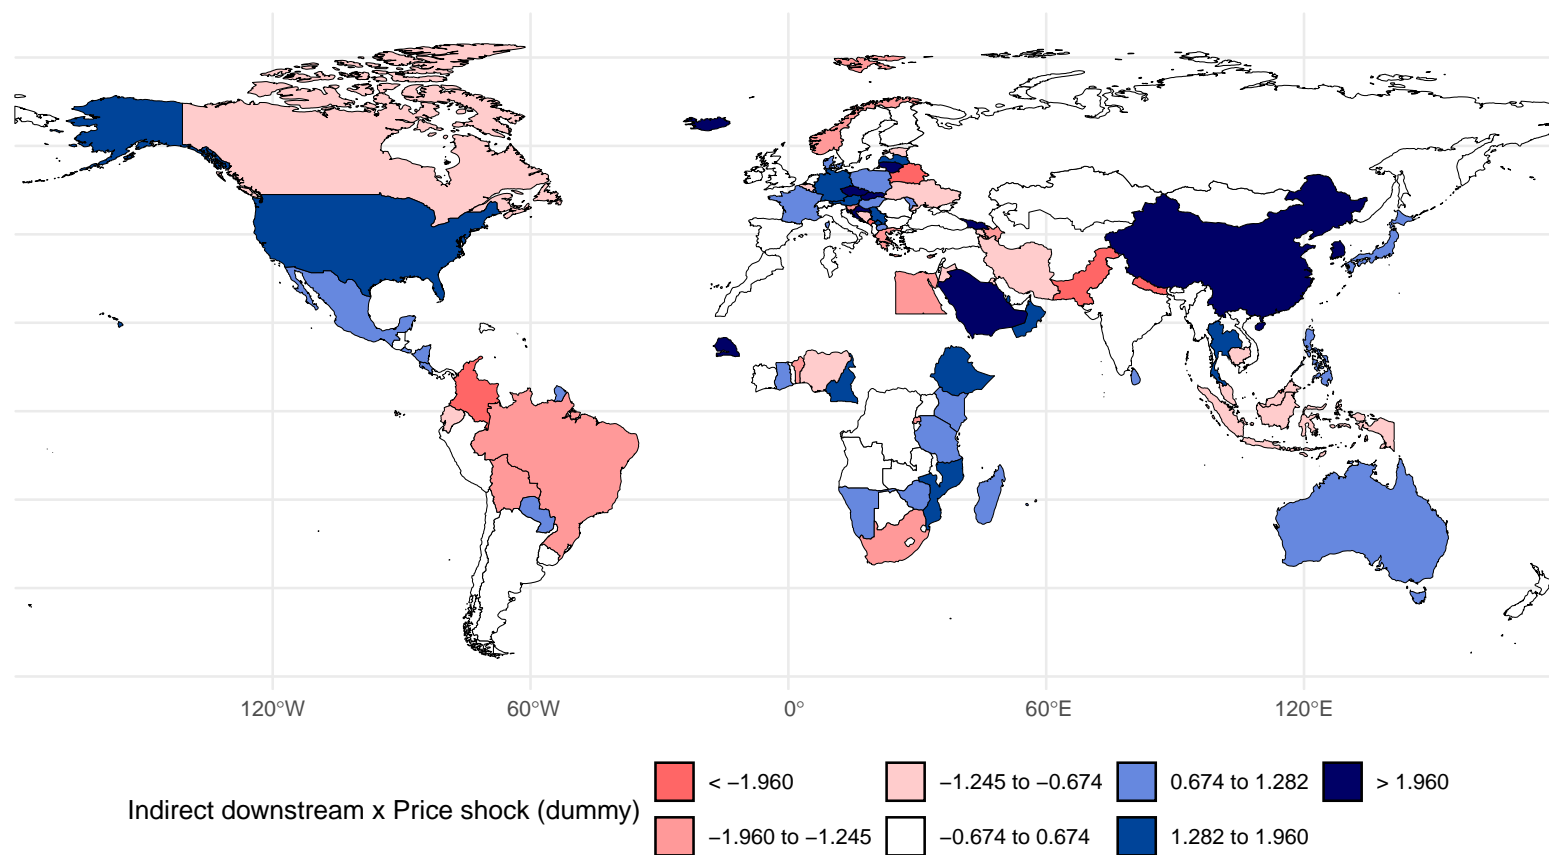 120°W 60°W 0° 60°E 120°E
Indirect downstream x Price shock (dummy)
< −1.960 −1.245 to −0.674 0.674 to 1.282 > 1.960
−1.960 to −1.245 −0.674 to 0.674 1.282 to 1.960